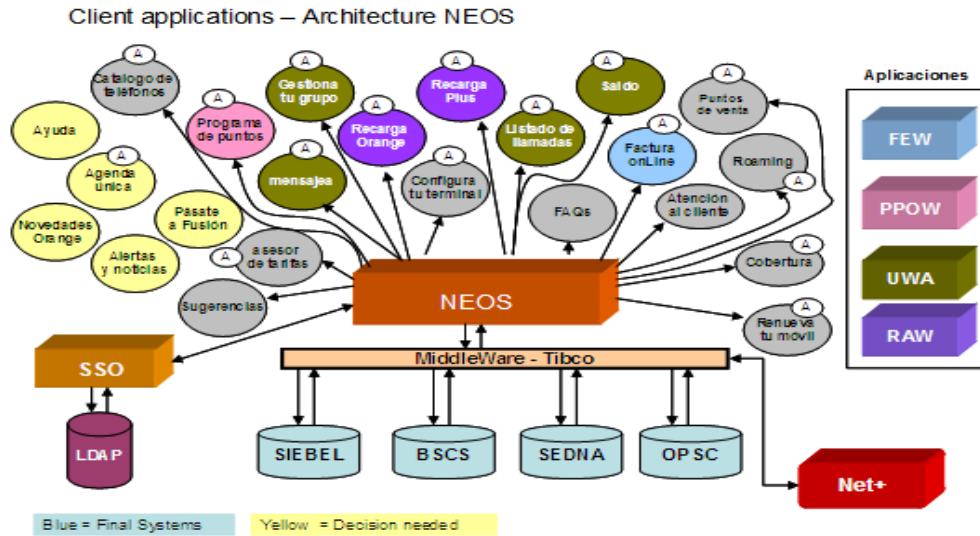 Client applications – Architecture NEOS
A
Catalogo de
teléfonos
A
Gestiona
tu grupo
A
Recarga
Plus
A
Saldo
A
Puntos
de venta
Aplicaciones
Ayuda
A
Programa
de puntos
A
Recarga
Orange
A
Listado de
llamadas
A
Factura
onLine
Roaming
A
FEW
A
Agenda
única
A
mensajea
A
Configura
tu terminal
FAQs
Atención
al cliente
PPOW
Novedades
Orange
Pásate
a Fusión
Alertas
y noticias
A
asesor
de tarifas
A
Cobertura
UWA
Sugerencias
NEOS
A
Renueva
tu móvil
RAW
SSO
MiddleWare - Tibco
LDAP
SIEBEL
BSCS
SEDNA
OPSC
Net+
Blue = Final Systems
Yellow = Decision needed